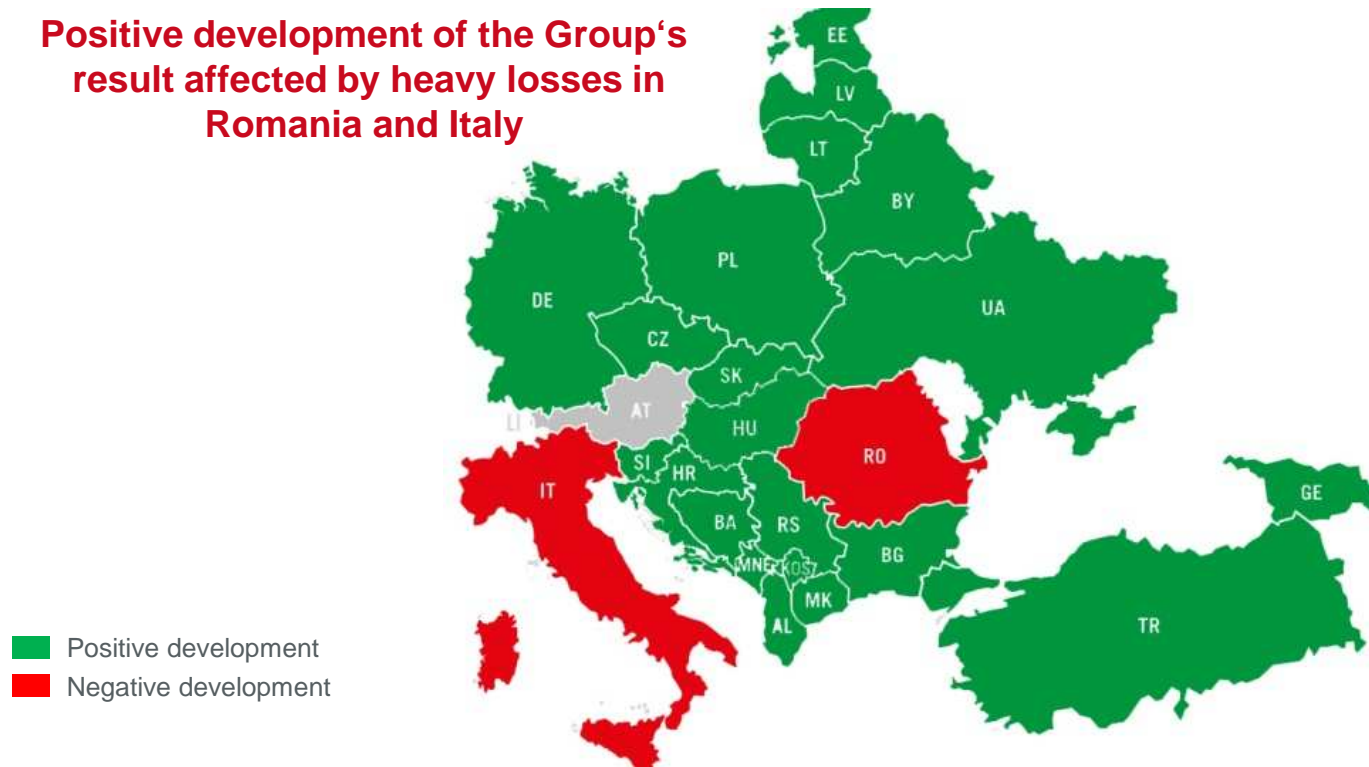 Positive development of the Group‘s
result affected by heavy losses in
Romania and Italy
EE
LV
LT
BY
PL
DE
UA
CZ
SK
AT
LI
HU
RO
SI
HR
IT
GE
BA
RS
BG
MNE
KOS
MK
AL
TR
Positive development
Negative development